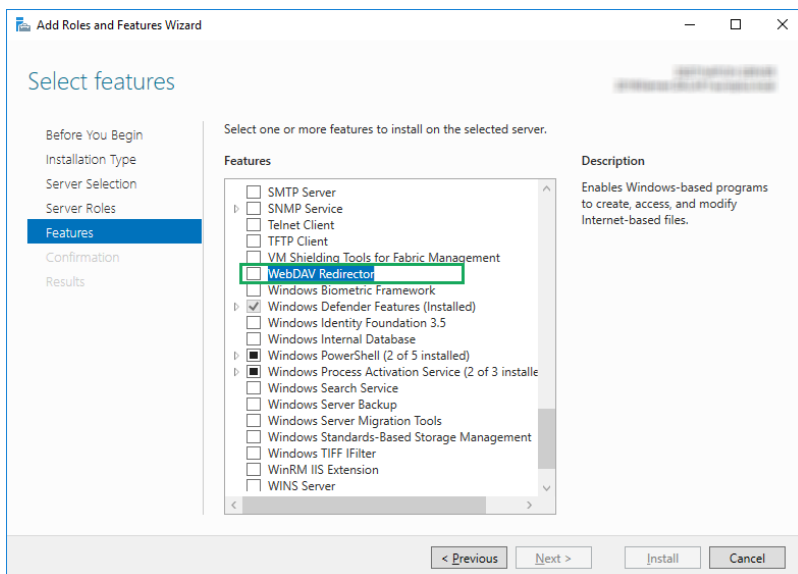 Add Roles and Features Wizard
Select features
Before You Begin
Installation Type
Server Selection
Server Roles
Features
Confirmation
Results
Select one or more features to install on the selected server.
Features
SMTP Server
SNMP Service
Telnet Client
TFTP Client
VM Shielding Tools for Fabric Management
WebDAV Redirector
Windows Biometric Framework
Windows Defender Features (Installed)
Windows Identity Foundation 3.5
Windows Internal Database
Windows PowerShell (2 of 5 installed)
Windows Process Activation Service (2 of 3 installe
Windows Search Service
Windows Server Backup
Windows Server Migration Tools
Windows Standards-Based Storage Management
Windows TIFF IFilter
WinRM IIS Extension
WINS Server
Description
Enables Windows-based programs
to create, access, and modify
Internet-based files.
< Previous
Next >
Install
Cancel